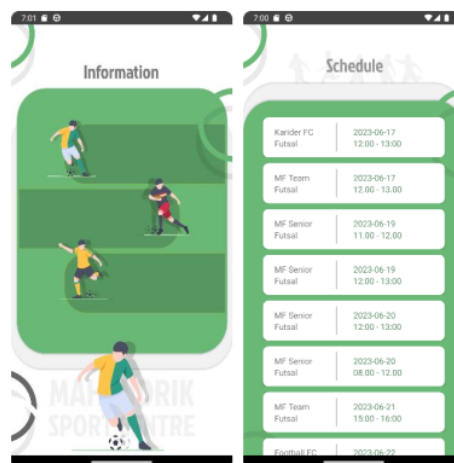 7:01
Information
SPORT
7:00
Schedule
Karider FC
Futsal
2023-06-17
12:00 - 13:00
MF Team
Futsal
2023-06-17
12.00 - 13.00
MF Senior
Futsal
2023-06-19
11.00 - 12.00
MF Senior
Futsal
2023-06-19
12:00 - 13:00
MF Senior
Futsal
2023-06-20
12:00 - 13:00
MF Senior
Futsal
2023-06-20
08.00 - 12.00
MF Team
Futsal
2023-06-21
15:00 - 16:00
Football FC
2023-06-22